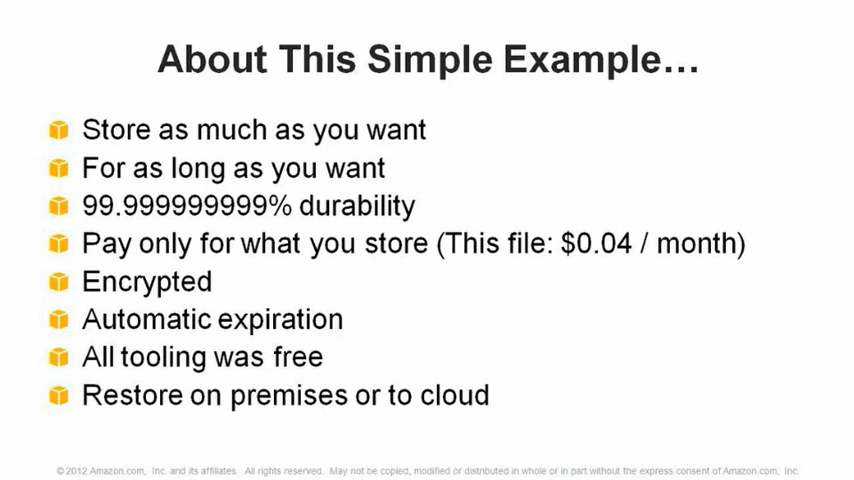 About This Simple Example…
Store as much as you want
For as long as you want
99.999999999% durability
Pay only for what you store (This file: $0.04 / month)
Encrypted
Automatic expiration
All tooling was free
Restore on premises or to cloud
© 2012 Amazon.com, Inc. and its affiliates. All rights reserved. May not be copied, modified or distributed in whole or in part without the express consent of Amazon.com, Inc.